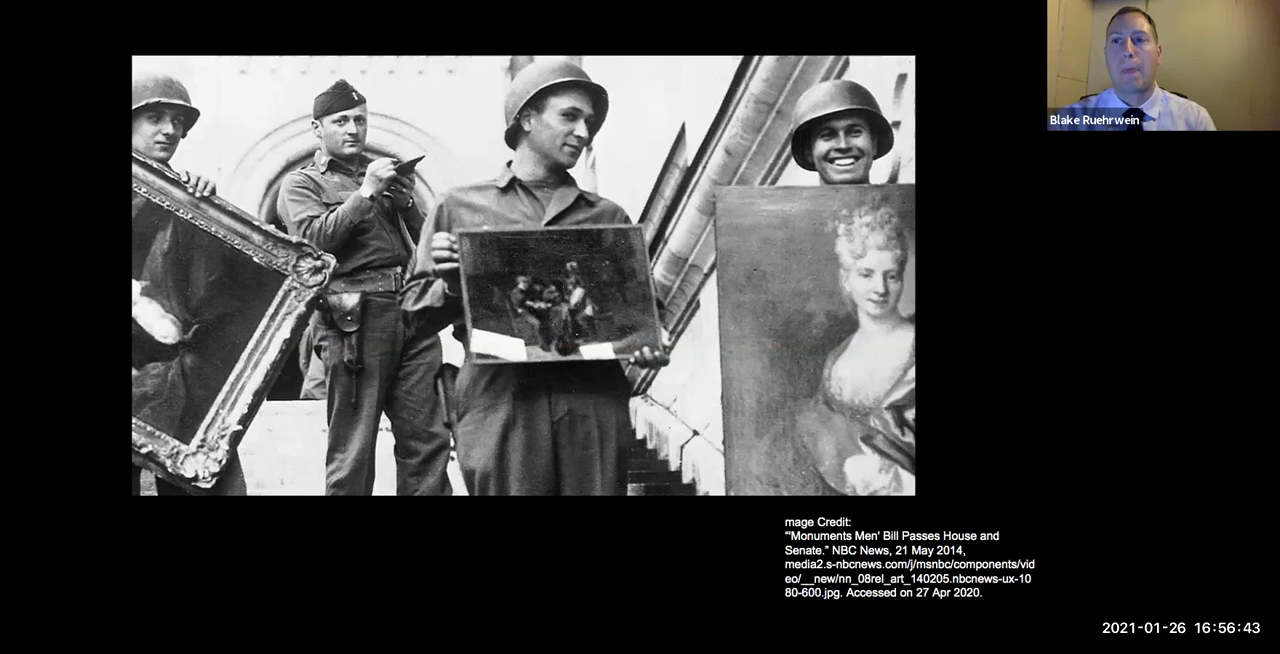 Blake Ruehrwein
mage Credit:
“'Monuments Men' Bill Passes House and
Senate.” NBC News, 21 May 2014,
media2.s-nbcnews.com/j/msnbc/components/vid
eo/__new/nn_08rel_art_140205.nbcnews-ux-10
80-600.jpg. Accessed on 27 Apr 2020.
2021-01-26 16:56:43